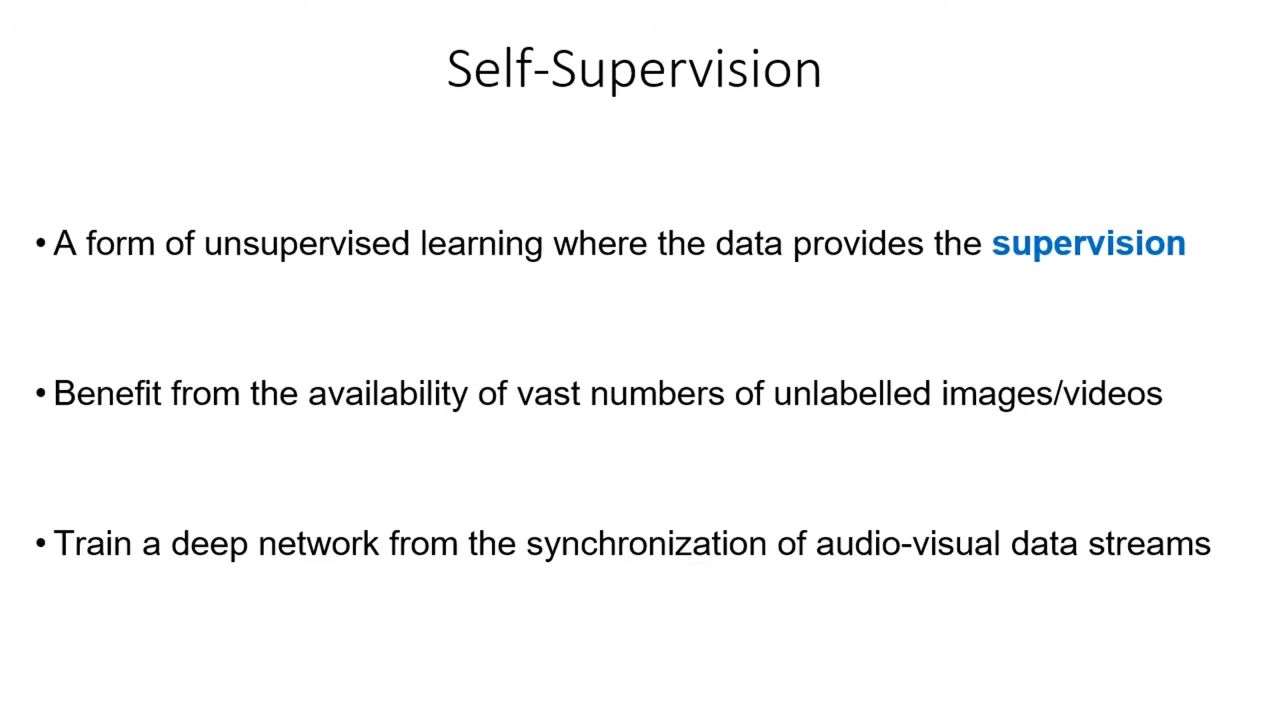 Self-Supervision
• A form of unsupervised learning where the data provides the supervision
• Benefit from the availability of vast numbers of unlabelled images/videos
• Train a deep network from the synchronization of audio-visual data streams